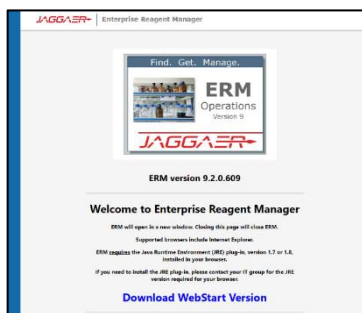 JAGGAER Enterprise Reagent Manager
Find. Get. Manage.
ERM
Operations
Version 9
JAGGAER
ERM version 9.2.0.609
Welcome to Enterprise Reagent Manager
ERM will open in a new window. Closing this page will close ERM.
Supported browsers include Internet Explorer.
ERM requires the Java Runtime Environment (JRE) plug-in, version 1.7 or 1.8,
installed in your browser.
If you need to install the JRE plug-in, please contact your IT group for the JRE
version required for your browser.
Download WebStart Version